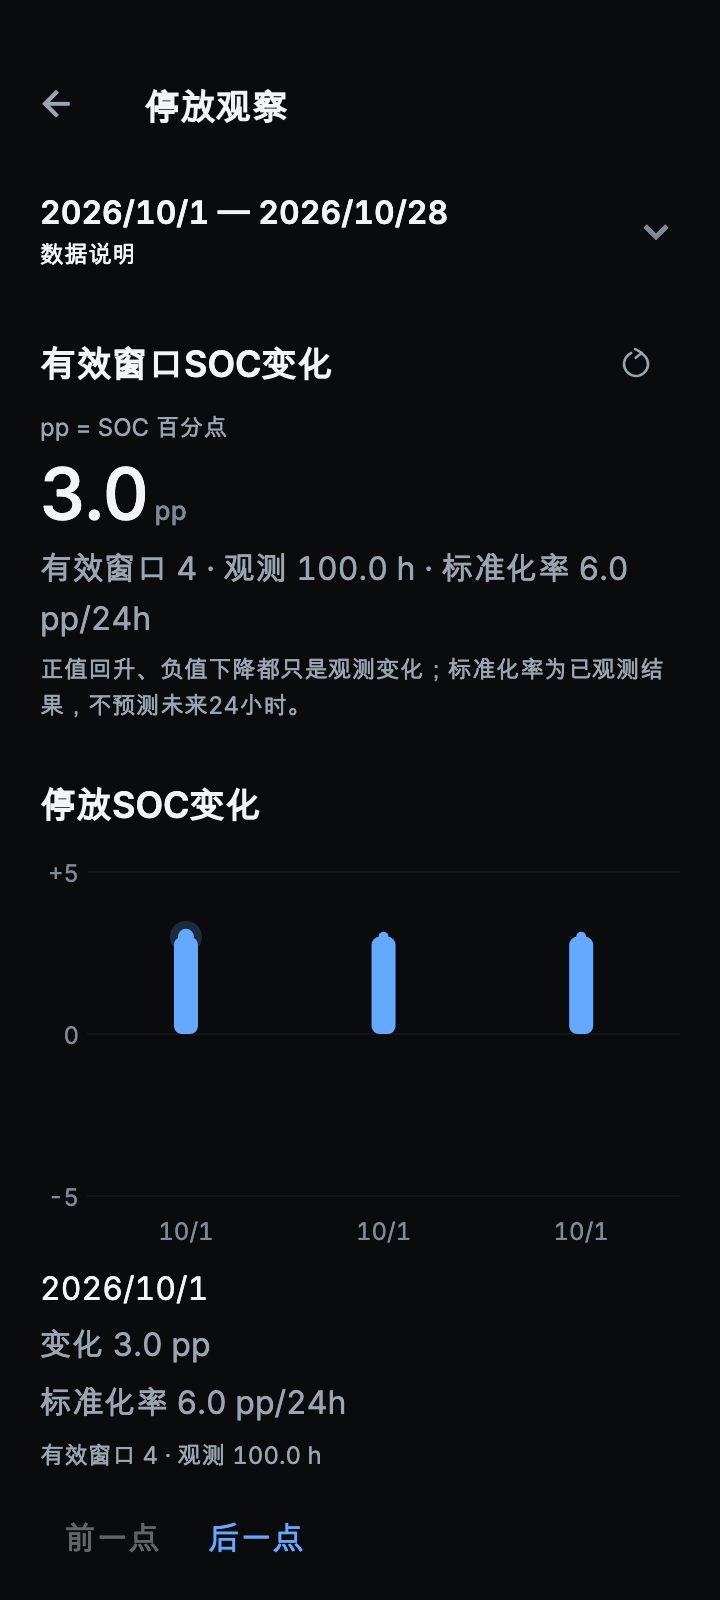 停放观察
2026/10/1 — 2026/10/28
数据说明
有效窗口SOC变化
pp = SOC 百分点
3.0 pp
有效窗口 4 · 观测 100.0 h · 标准化率 6.0
pp/24h
正值回升、负值下降都只是观测变化；标准化率为已观测结
果，不预测未来24小时。
停放SOC变化
+5
0
-5
10/1 10/1 10/1
2026/10/1
变化 3.0 pp
标准化率 6.0 pp/24h
有效窗口 4 · 观测 100.0 h
前一点 后一点